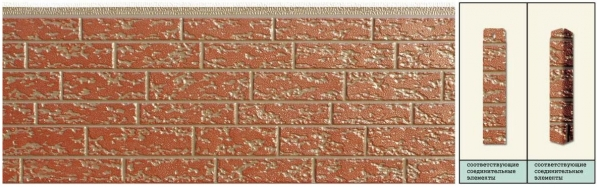 соответствующие
соединительные
элементы
соответствующие
соединительные
элементы